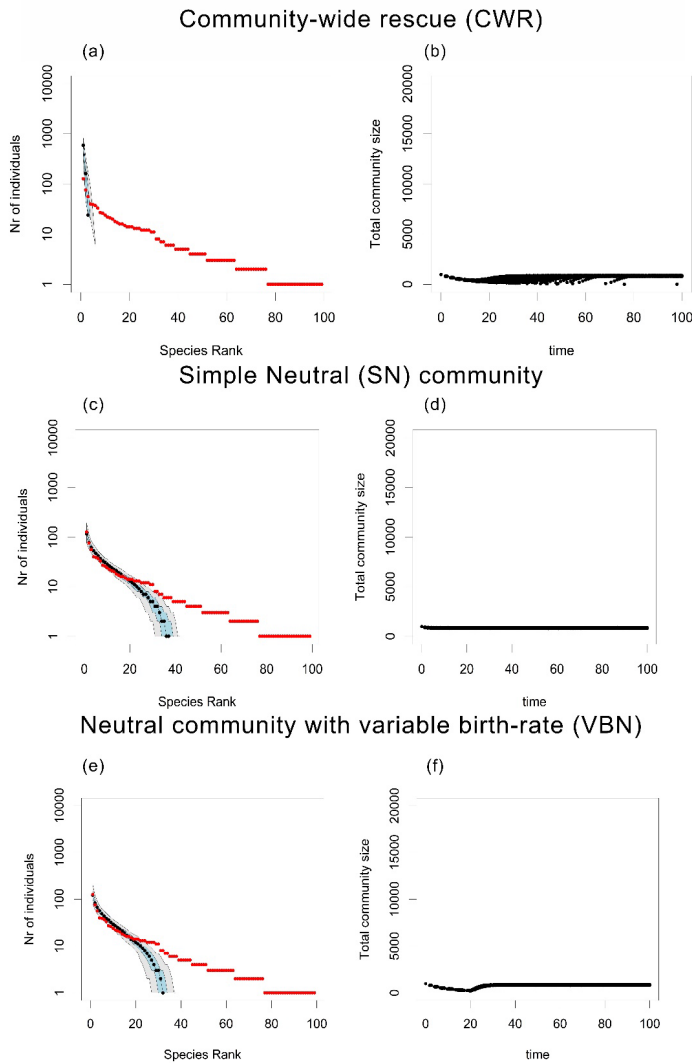 Community-wide rescue (CWR)
(a)
(b)
Nr of individuals
1 10 100 1000 10000
0 20 40 60 80 100
Species Rank
Total community size
0 5000 10000 15000 20000
0 20 40 60 80 100
time
Simple Neutral (SN) community
(c)
(d)
Nr of individuals
1 10 100 1000 10000
0 20 40 60 80 100
Species Rank
Total community size
0 5000 10000 15000 20000
0 20 40 60 80 100
time
Neutral community with variable birth-rate (VBN)
(e)
(f)
Nr of individuals
1 10 100 1000 10000
0 20 40 60 80 100
Species Rank
Total community size
0 5000 10000 15000 20000
0 20 40 60 80 100
time